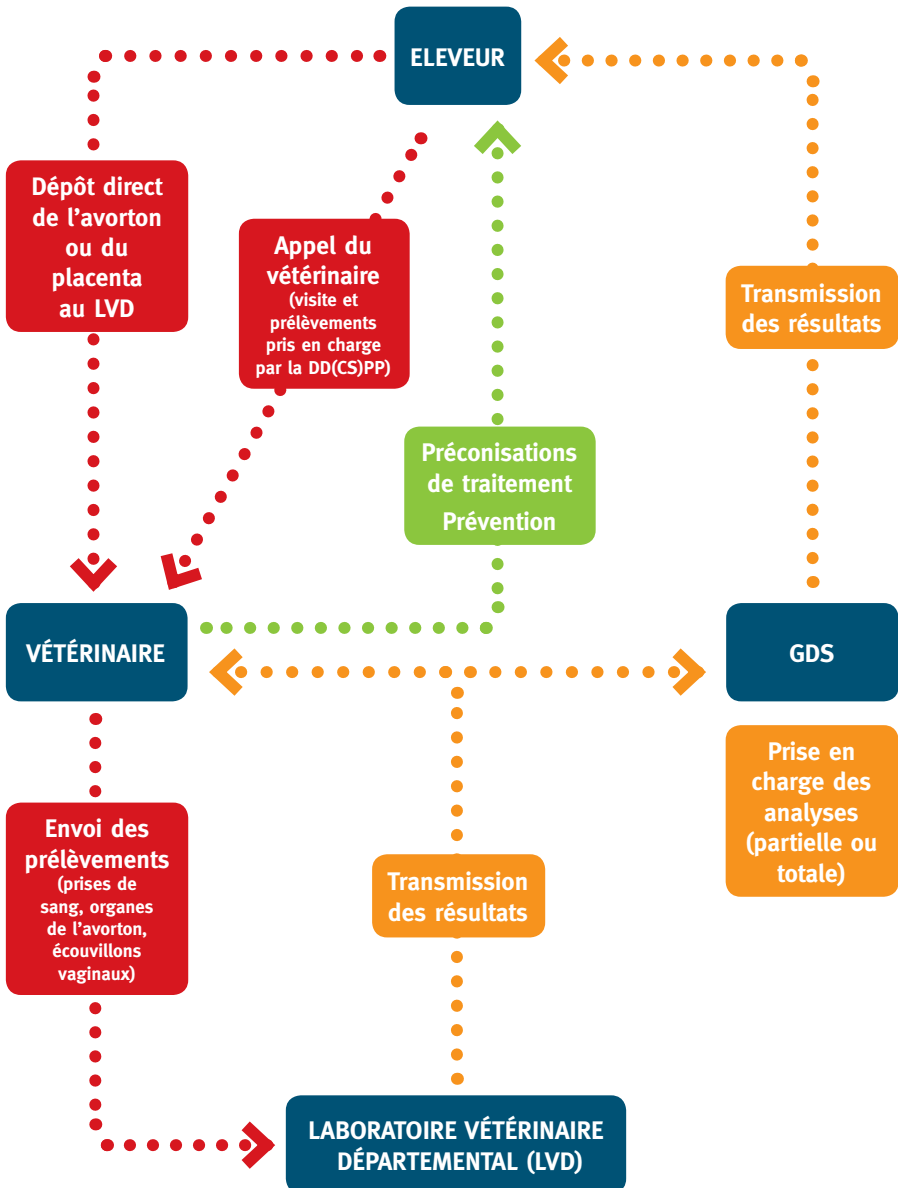 ELEVEUR
Dépôt direct
de l'avorton
ou du
placenta
au LVD
Appel du
vétérinaire
(visite et
prélèvements
pris en charge
par la DD(CS)PP)
Transmission
des résultats
Préconisations
de traitement
Prévention
VÉTÉRINAIRE
GDS
Prise en
charge des
analyses
(partielle ou
totale)
Envoi des
prélèvements
(prises de
sang, organes
de l'avorton,
écouvillons
vaginaux)
Transmission
des résultats
LABORATOIRE VÉTÉRINAIRE
DÉPARTEMENTAL (LVD)